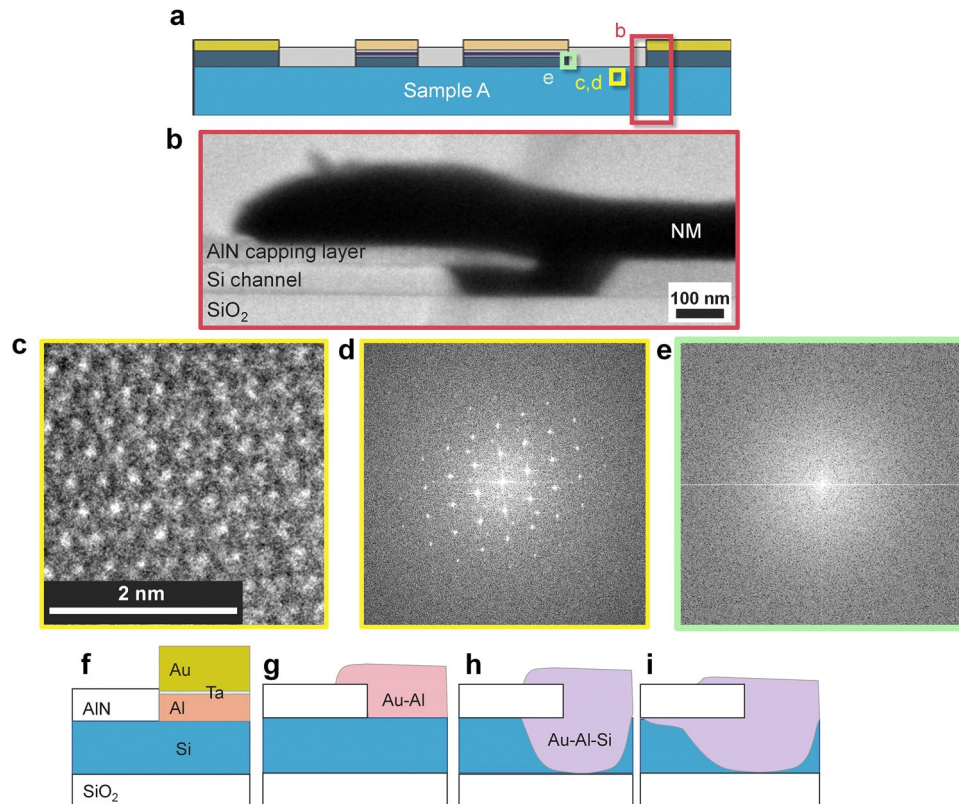 a
b
e
c,d
Sample A
b
NM
AlN capping layer
Si channel
SiO₂
100 nm
c
d
e
2 nm
f
g
h
i
Au
Ta
AlN
Al
Au-Al
Si
Au-Al-Si
SiO₂